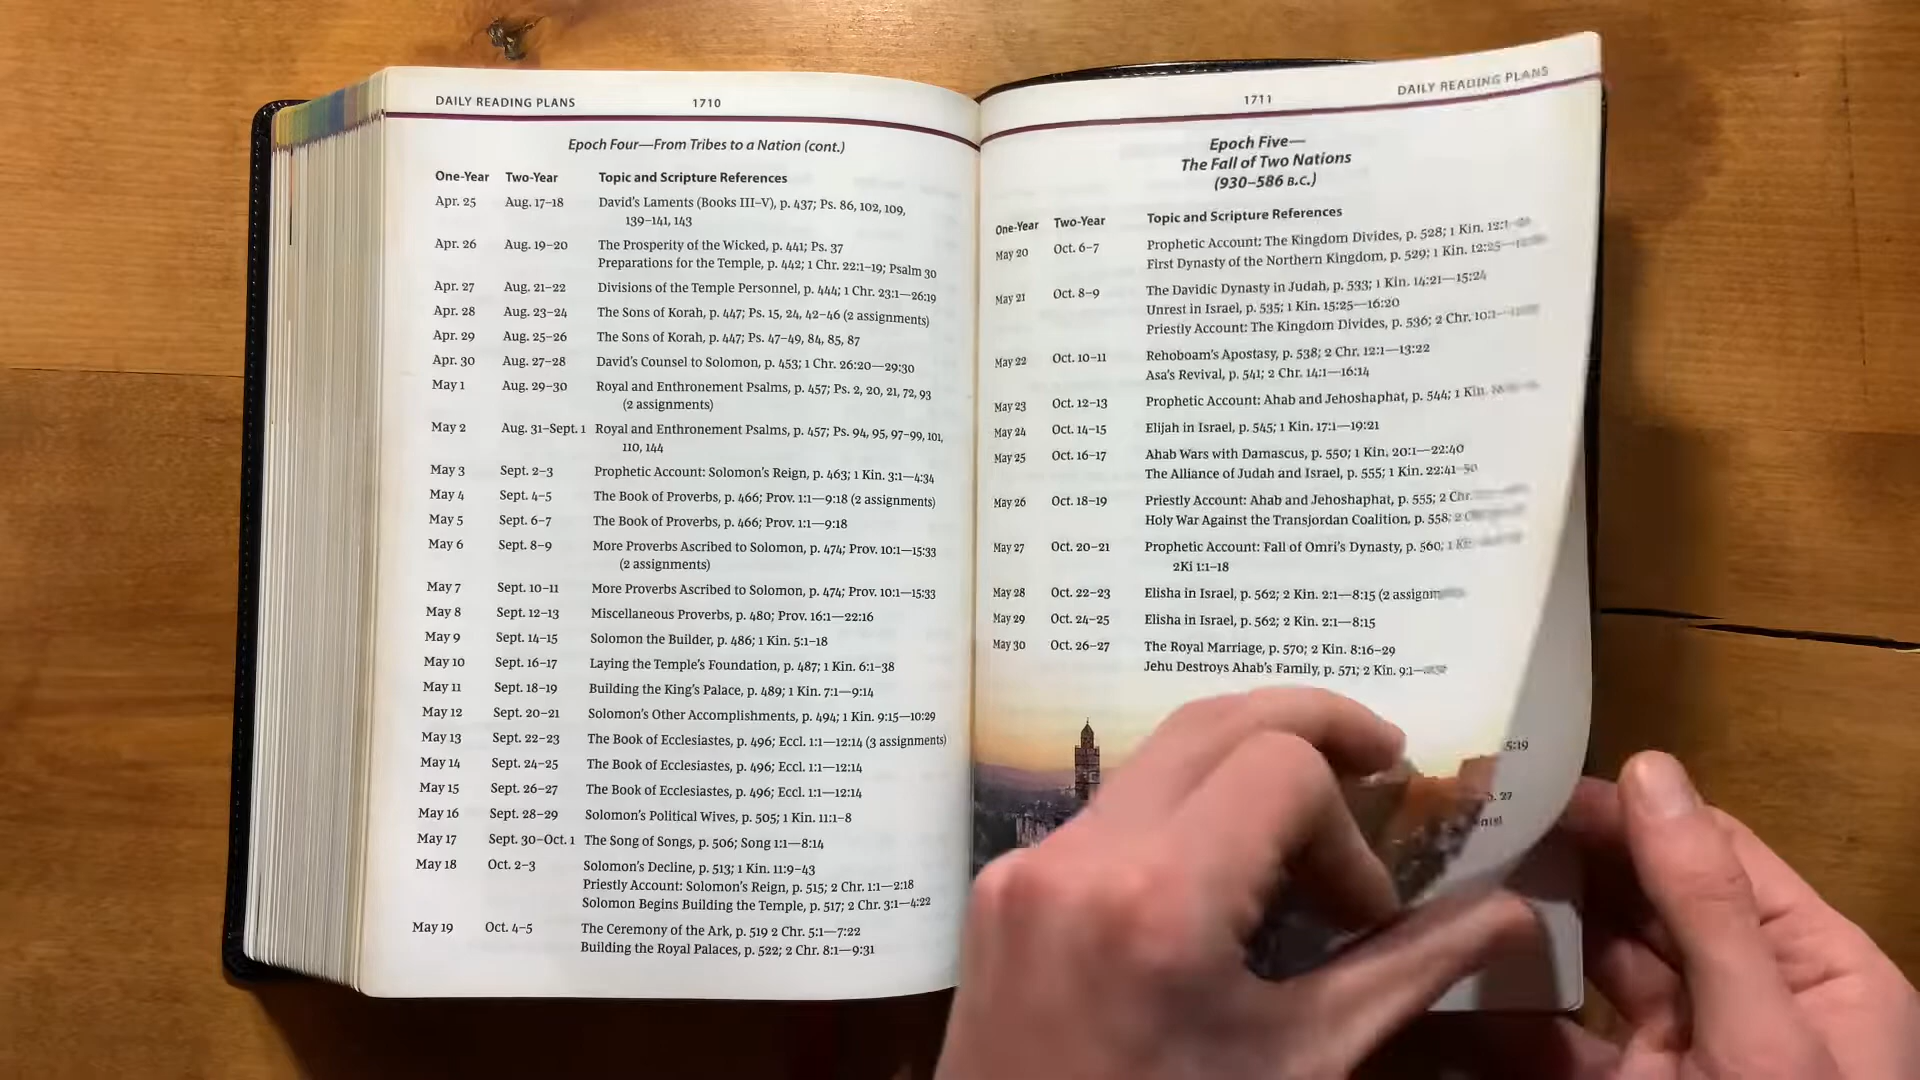 DAILY READING PLANS 1710
Epoch Four—From Tribes to a Nation (cont.)
One-Year Two-Year Topic and Scripture References
Apr. 25 Aug. 17–18 David's Laments (Books III–V), p. 437; Ps. 86, 102, 109,
139–141, 143
Apr. 26 Aug. 19–20 The Prosperity of the Wicked, p. 441; Ps. 37
Preparations for the Temple, p. 442; 1 Chr. 22:1–19; Psalm 30
Apr. 27 Aug. 21–22 Divisions of the Temple Personnel, p. 444; 1 Chr. 23:1—26:19
Apr. 28 Aug. 23–24 The Sons of Korah, p. 447; Ps. 15, 24, 42–46 (2 assignments)
Apr. 29 Aug. 25–26 The Sons of Korah, p. 447; Ps. 47–49, 84, 85, 87
Apr. 30 Aug. 27–28 David's Counsel to Solomon, p. 453; 1 Chr. 26:20—29:30
May 1 Aug. 29–30 Royal and Enthronement Psalms, p. 457; Ps. 2, 20, 21, 72, 93
(2 assignments)
May 2 Aug. 31–Sept. 1 Royal and Enthronement Psalms, p. 457; Ps. 94, 95, 97–99, 101,
110, 144
May 3 Sept. 2–3 Prophetic Account: Solomon's Reign, p. 463; 1 Kin. 3:1—4:34
May 4 Sept. 4–5 The Book of Proverbs, p. 466; Prov. 1:1—9:18 (2 assignments)
May 5 Sept. 6–7 The Book of Proverbs, p. 466; Prov. 1:1—9:18
May 6 Sept. 8–9 More Proverbs Ascribed to Solomon, p. 474; Prov. 10:1—15:33
(2 assignments)
May 7 Sept. 10–11 More Proverbs Ascribed to Solomon, p. 474; Prov. 10:1—15:33
May 8 Sept. 12–13 Miscellaneous Proverbs, p. 480; Prov. 16:1—22:16
May 9 Sept. 14–15 Solomon the Builder, p. 486; 1 Kin. 5:1–18
May 10 Sept. 16–17 Laying the Temple's Foundation, p. 487; 1 Kin. 6:1–38
May 11 Sept. 18–19 Building the King's Palace, p. 489; 1 Kin. 7:1—9:14
May 12 Sept. 20–21 Solomon's Other Accomplishments, p. 494; 1 Kin. 9:15—10:29
May 13 Sept. 22–23 The Book of Ecclesiastes, p. 496; Eccl. 1:1—12:14 (3 assignments)
May 14 Sept. 24–25 The Book of Ecclesiastes, p. 496; Eccl. 1:1—12:14
May 15 Sept. 26–27 The Book of Ecclesiastes, p. 496; Eccl. 1:1—12:14
May 16 Sept. 28–29 Solomon's Political Wives, p. 505; 1 Kin. 11:1–8
May 17 Sept. 30–Oct. 1 The Song of Songs, p. 506; Song 1:1—8:14
May 18 Oct. 2–3 Solomon's Decline, p. 513; 1 Kin. 11:9–43
Priestly Account: Solomon's Reign, p. 515; 2 Chr. 1:1—2:18
Solomon Begins Building the Temple, p. 517; 2 Chr. 3:1—4:22
May 19 Oct. 4–5 The Ceremony of the Ark, p. 519 2 Chr. 5:1—7:22
Building the Royal Palaces, p. 522; 2 Chr. 8:1—9:31
1711 DAILY READING PLANS
Epoch Five—
The Fall of Two Nations
(930–586 B.C.)
One-Year Two-Year Topic and Scripture References
May 20 Oct. 6–7 Prophetic Account: The Kingdom Divides, p. 528; 1 Kin.
First Dynasty of the Northern Kingdom, p. 529; 1 Kin.
May 21 Oct. 8–9 The Davidic Dynasty in Judah, p. 533; 1 Kin. 14:21—15:24
Unrest in Israel, p. 535; 1 Kin. 15:25—16:20
Priestly Account: The Kingdom Divides, p. 536; 2 Chr.
May 22 Oct. 10–11 Rehoboam's Apostasy, p. 538; 2 Chr. 12:1—13:22
Asa's Revival, p. 541; 2 Chr. 14:1—16:14
May 23 Oct. 12–13 Prophetic Account: Ahab and Jehoshaphat, p. 544; 1 Kin.
May 24 Oct. 14–15 Elijah in Israel, p. 545; 1 Kin. 17:1—19:21
May 25 Oct. 16–17 Ahab Wars with Damascus, p. 550; 1 Kin. 20:1—22:40
The Alliance of Judah and Israel, p. 555; 1 Kin. 22:41–50
May 26 Oct. 18–19 Priestly Account: Ahab and Jehoshaphat, p. 555; 2 Chr.
Holy War Against the Transjordan Coalition, p. 558; 2
May 27 Oct. 20–21 Prophetic Account: Fall of Omri's Dynasty, p. 560; 1
2Ki 1:1–18
May 28 Oct. 22–23 Elisha in Israel, p. 562; 2 Kin. 2:1—8:15 (2
May 29 Oct. 24–25 Elisha in Israel, p. 562; 2 Kin. 2:1—8:15
May 30 Oct. 26–27 The Royal Marriage, p. 570; 2 Kin. 8:16–29
Jehu Destroys Ahab's Family, p. 571; 2 Kin.
5:19
27